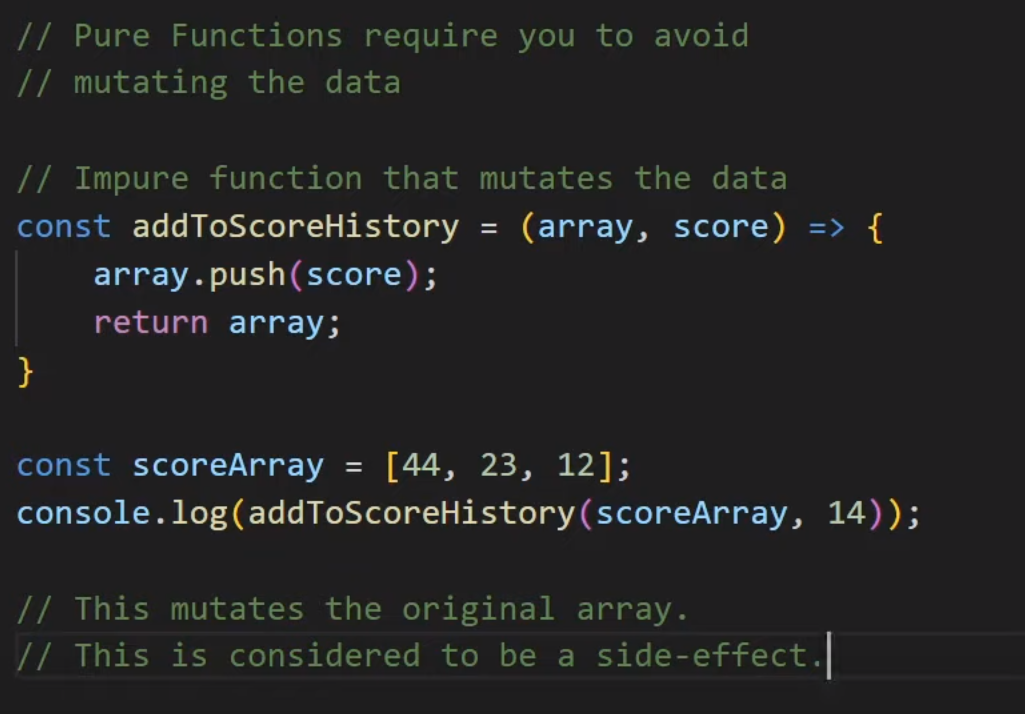 // Pure Functions require you to avoid
// mutating the data
// Impure function that mutates the data
const addToScoreHistory = (array, score) => {
    array.push(score);
    return array;
}
const scoreArray = [44, 23, 12];
console.log(addToScoreHistory(scoreArray, 14));
// This mutates the original array.
// This is considered to be a side-effect.